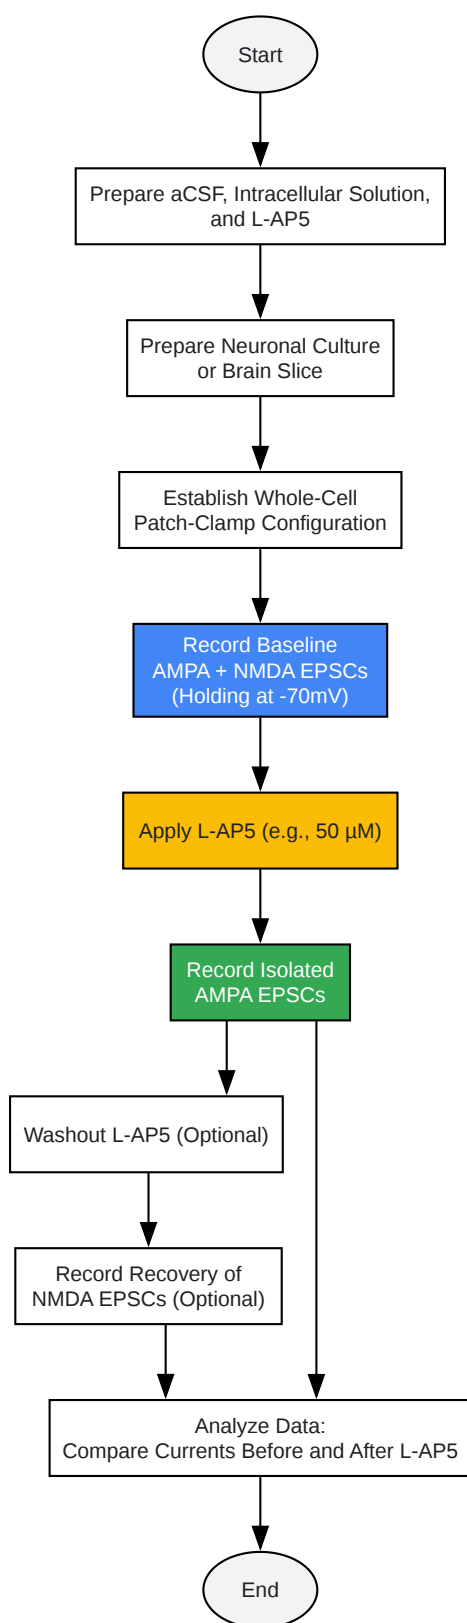 Start
Prepare aCSF, Intracellular Solution,
and L-AP5
Prepare Neuronal Culture
or Brain Slice
Establish Whole-Cell
Patch-Clamp Configuration
Record Baseline
AMPA + NMDA EPSCs
(Holding at -70mV)
Apply L-AP5 (e.g., 50 µM)
Record Isolated
AMPA EPSCs
Washout L-AP5 (Optional)
Record Recovery of
NMDA EPSCs (Optional)
Analyze Data:
Compare Currents Before and After L-AP5
End